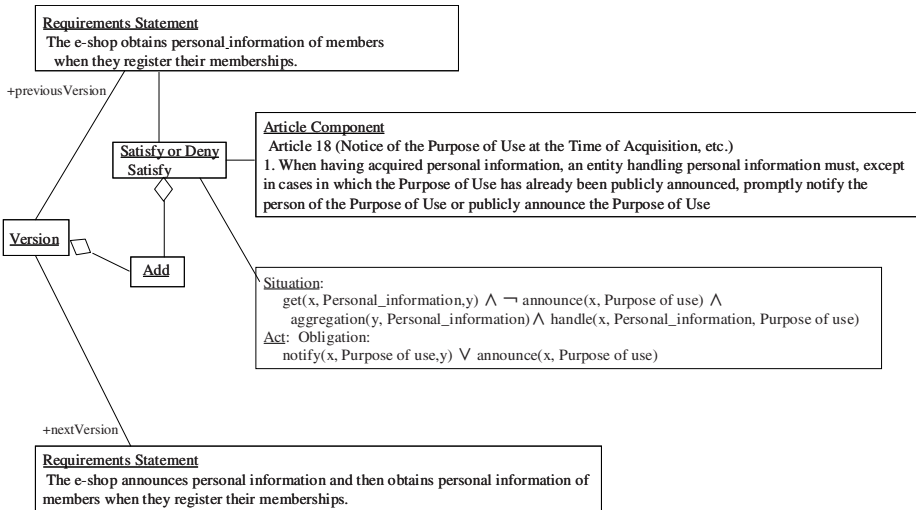 Requirements Statement
The e-shop obtains personal information of members
when they register their memberships.
+previousVersion
Article Component
Article 18 (Notice of the Purpose of Use at the Time of Acquisition, etc.)
1. When having acquired personal information, an entity handling personal information must, except
in cases in which the Purpose of Use has already been publicly announced, promptly notify the
person of the Purpose of Use or publicly announce the Purpose of Use
Satisfy or Deny
Satisfy
Version
Add
Situation:
get(x, Personal_information,y) ∧ ¬ announce(x, Purpose of use) ∧
aggregation(y, Personal_information) ∧ handle(x, Personal_information, Purpose of use)
Act: Obligation:
notify(x, Purpose of use,y) ∨ announce(x, Purpose of use)
+nextVersion
Requirements Statement
The e-shop announces personal information and then obtains personal information of
members when they register their memberships.